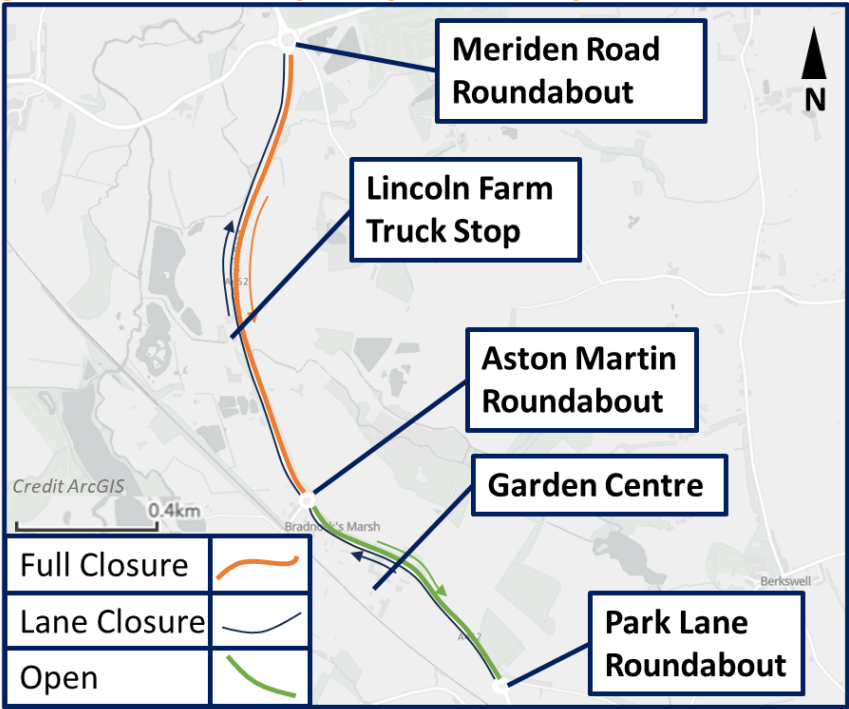 Meriden Road
Roundabout
N
Lincoln Farm
Truck Stop
Aston Martin
Roundabout
Garden Centre
Credit ArcGIS
0.4km
Berkswell
Full Closure
Lane Closure
Open
Park Lane
Roundabout